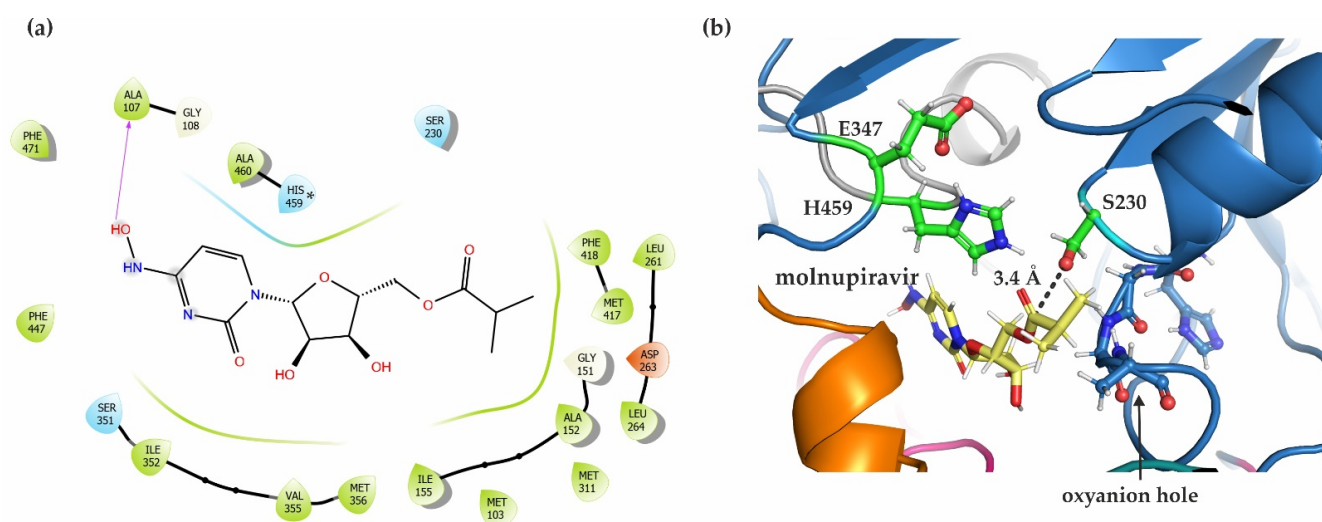 (a)
ALA
107
GLY
108
PHE
471
SER
230
ALA
460
HIS
459 *
HO
HN
N
N
O
O
HO
OH
O
O
PHE
447
PHE
418
LEU
261
MET
417
GLY
151
ASP
263
ALA
152
LEU
264
SER
351
ILE
352
VAL
355
MET
356
ILE
155
MET
103
MET
311
(b)
E347
H459
S230
molnupiravir
3.4 Å
oxyanion hole